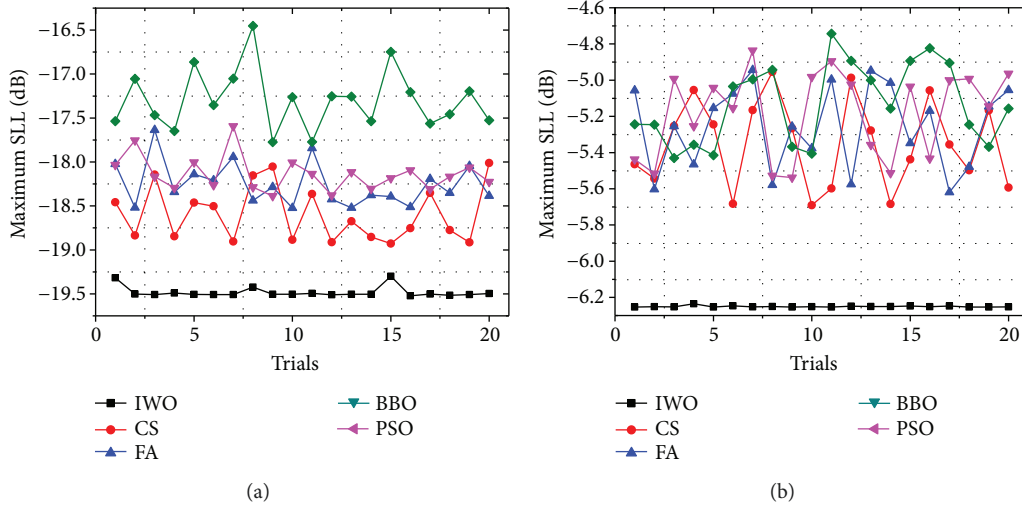 −16.5
−17.0
−17.5
−18.0
−18.5
−19.0
−19.5
Maximum SLL (dB)
0 5 10 15 20
Trials
IWO
CS
FA
BBO
PSO
(a)
−4.6
−4.8
−5.0
−5.2
−5.4
−5.6
−5.8
−6.0
−6.2
Maximum SLL (dB)
0 5 10 15 20
Trials
IWO
CS
FA
BBO
PSO
(b)